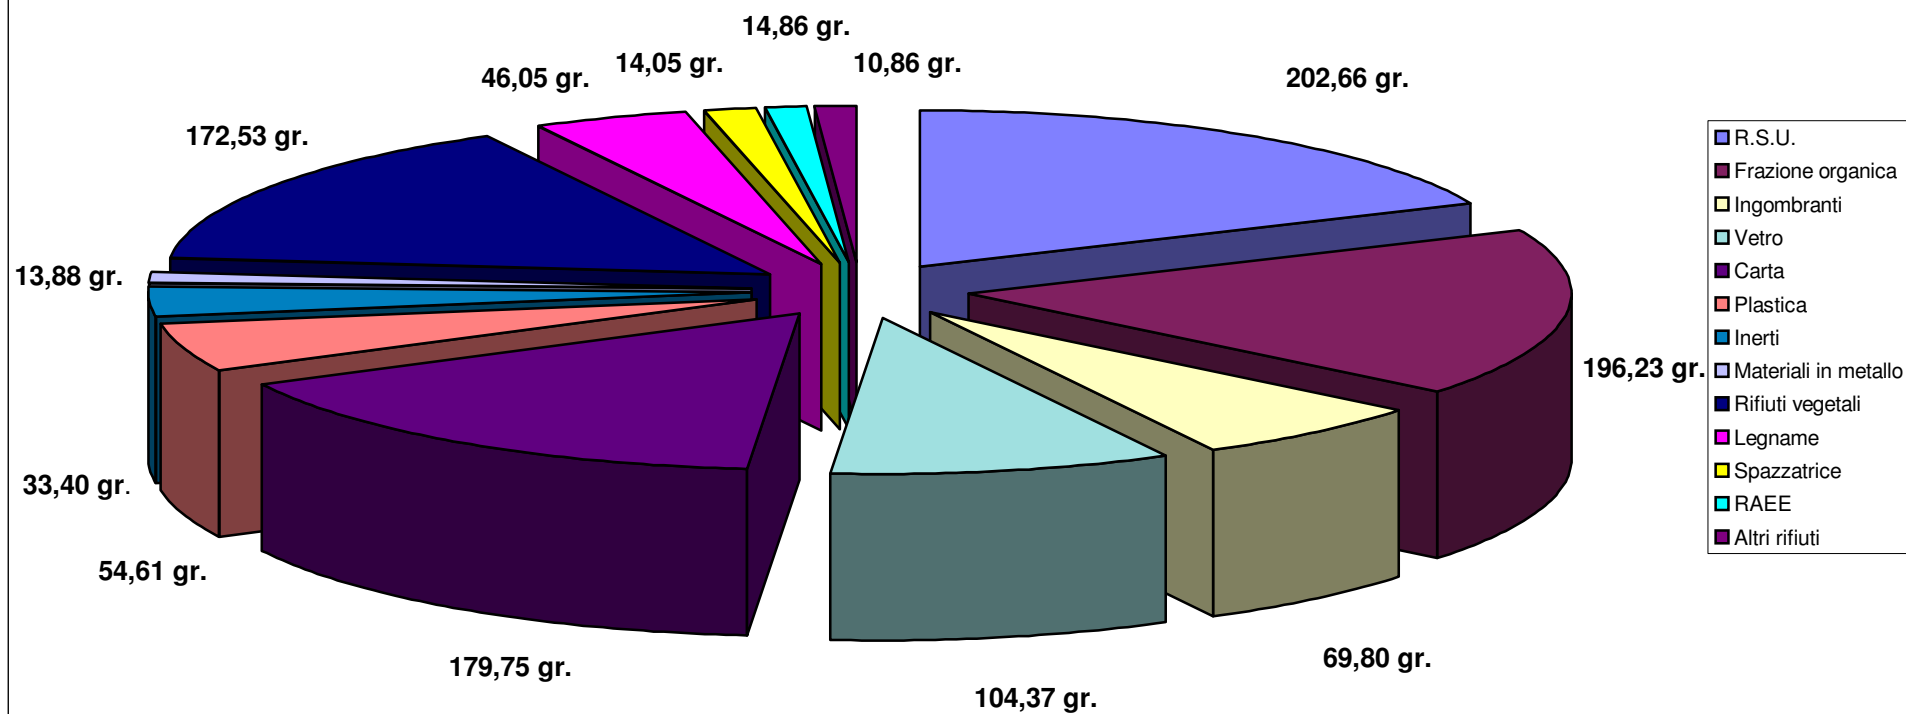 14,86 gr.
46,05 gr.
14,05 gr.
10,86 gr.
202,66 gr.
172,53 gr.
13,88 gr.
196,23 gr.
33,40 gr.
54,61 gr.
179,75 gr.
69,80 gr.
104,37 gr.
R.S.U.
Frazione organica
Ingombranti
Vetro
Carta
Plastica
Inerti
Materiali in metallo
Rifiuti vegetali
Legname
Spazzatrice
RAEE
Altri rifiuti